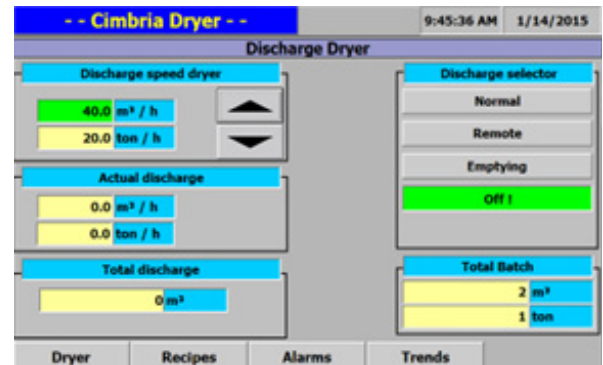 - - Cimbria Dryer - -
9:45:36 AM 1/14/2015
Discharge Dryer
Discharge speed dryer
40.0 m³ / h
20.0 ton / h
Actual discharge
0.0 m³ / h
0.0 ton / h
Total discharge
0 m³
Discharge selector
Normal
Remote
Emptying
Off !
Total Batch
2 m³
1 ton
Dryer Recipes Alarms Trends